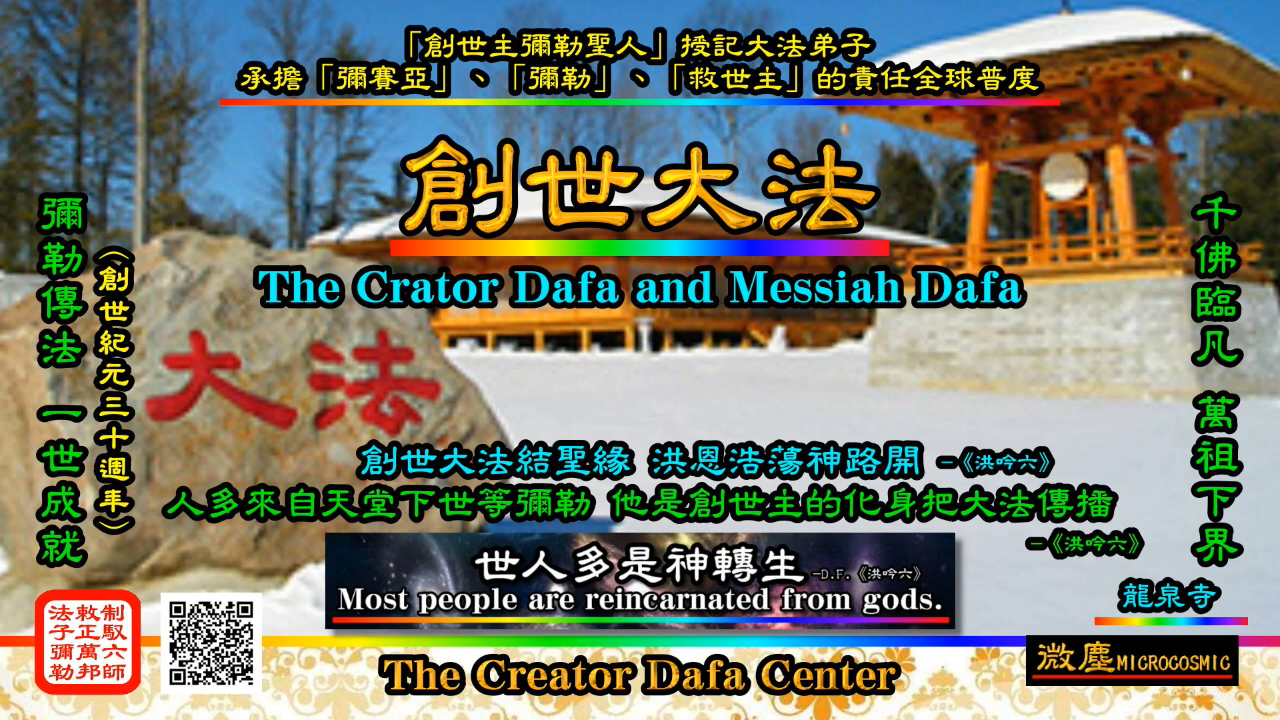 「創世主彌勒聖人」授記大法弟子
承擔「彌賽亞」、「彌勒」、「救世主」的責任全球普度
創世大法
The Crator Dafa and Messiah Dafa
彌勒傳法 一世成就
（創世紀元三十週年）
千佛臨凡 萬祖下界
大法
創世大法結聖緣 洪恩浩蕩神路開 -《洪吟六》
人多來自天堂下世等彌勒 他是創世主的化身把大法傳播
-《洪吟六》
世人多是神轉生 -D.F.《洪吟六》
Most people are reincarnated from gods.
龍泉寺
制馭六師
敕正萬邦
法子彌勒
The Creator Dafa Center
微塵MICROCOSMIC